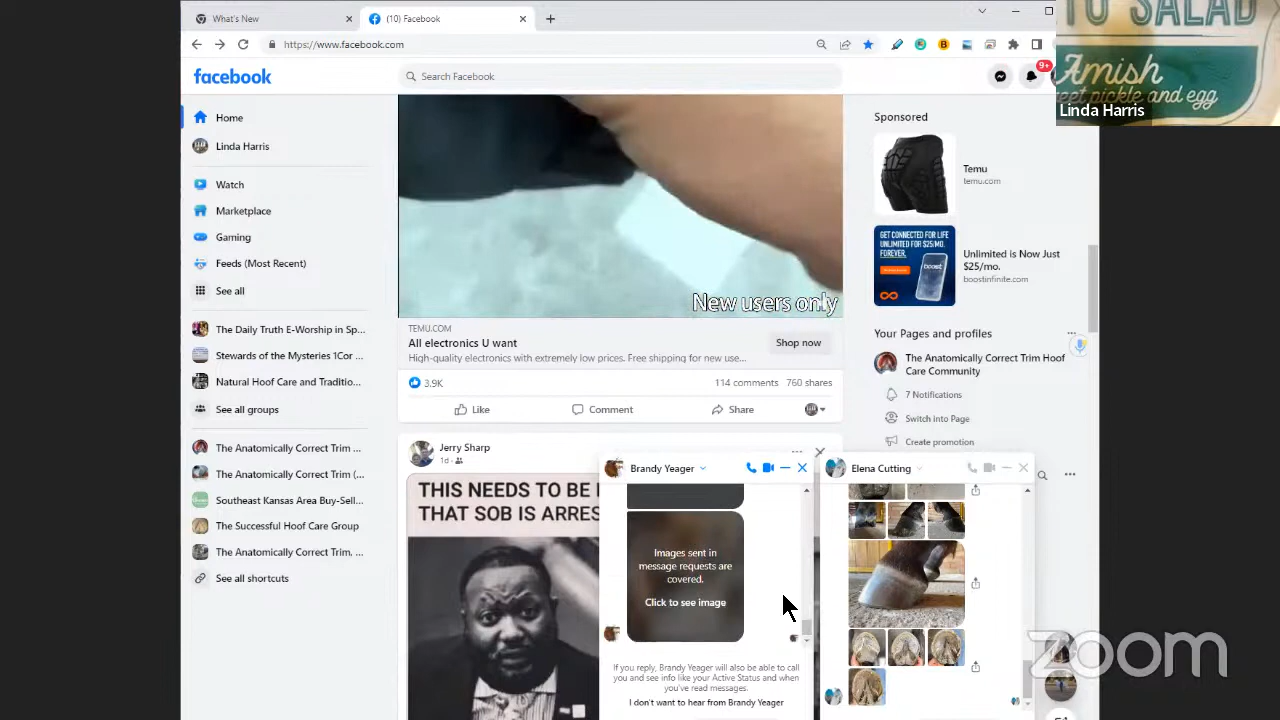 What's New
(10) Facebook
https://www.facebook.com
TO SALAD
Amish
sweet pickle and egg
Linda Harris
facebook
Search Facebook
9+
Home
Linda Harris
Watch
Marketplace
Gaming
Feeds (Most Recent)
See all
The Daily Truth E-Worship in Sp...
Stewards of the Mysteries 1Cor ...
Natural Hoof Care and Traditio...
See all groups
The Anatomically Correct Trim ...
The Anatomically Correct Trim (...
Southeast Kansas Area Buy-Sell...
The Successful Hoof Care Group
The Anatomically Correct Trim. ...
See all shortcuts
New users only
TEMU.COM
All electronics U want
High-quality electronics with extremely low prices. Free shipping for new use...
Shop now
3.9K
114 comments 760 shares
Like
Comment
Share
Jerry Sharp
1d
THIS NEEDS TO BE
THAT SOB IS ARRES
Sponsored
Temu
temu.com
GET CONNECTED FOR LIFE
UNLIMITED FOR $25/MO.
FOREVER.
boost
Unlimited is Now Just
$25/mo.
boostinfinite.com
Your Pages and profiles
The Anatomically Correct Trim Hoof
Care Community
7 Notifications
Switch into Page
Create promotion
Brandy Yeager
Images sent in
message requests are
covered.
Click to see image
If you reply, Brandy Yeager will also be able to call
you and see info like your Active Status and when
you've read messages.
I don't want to hear from Brandy Yeager
Elena Cutting
zoom